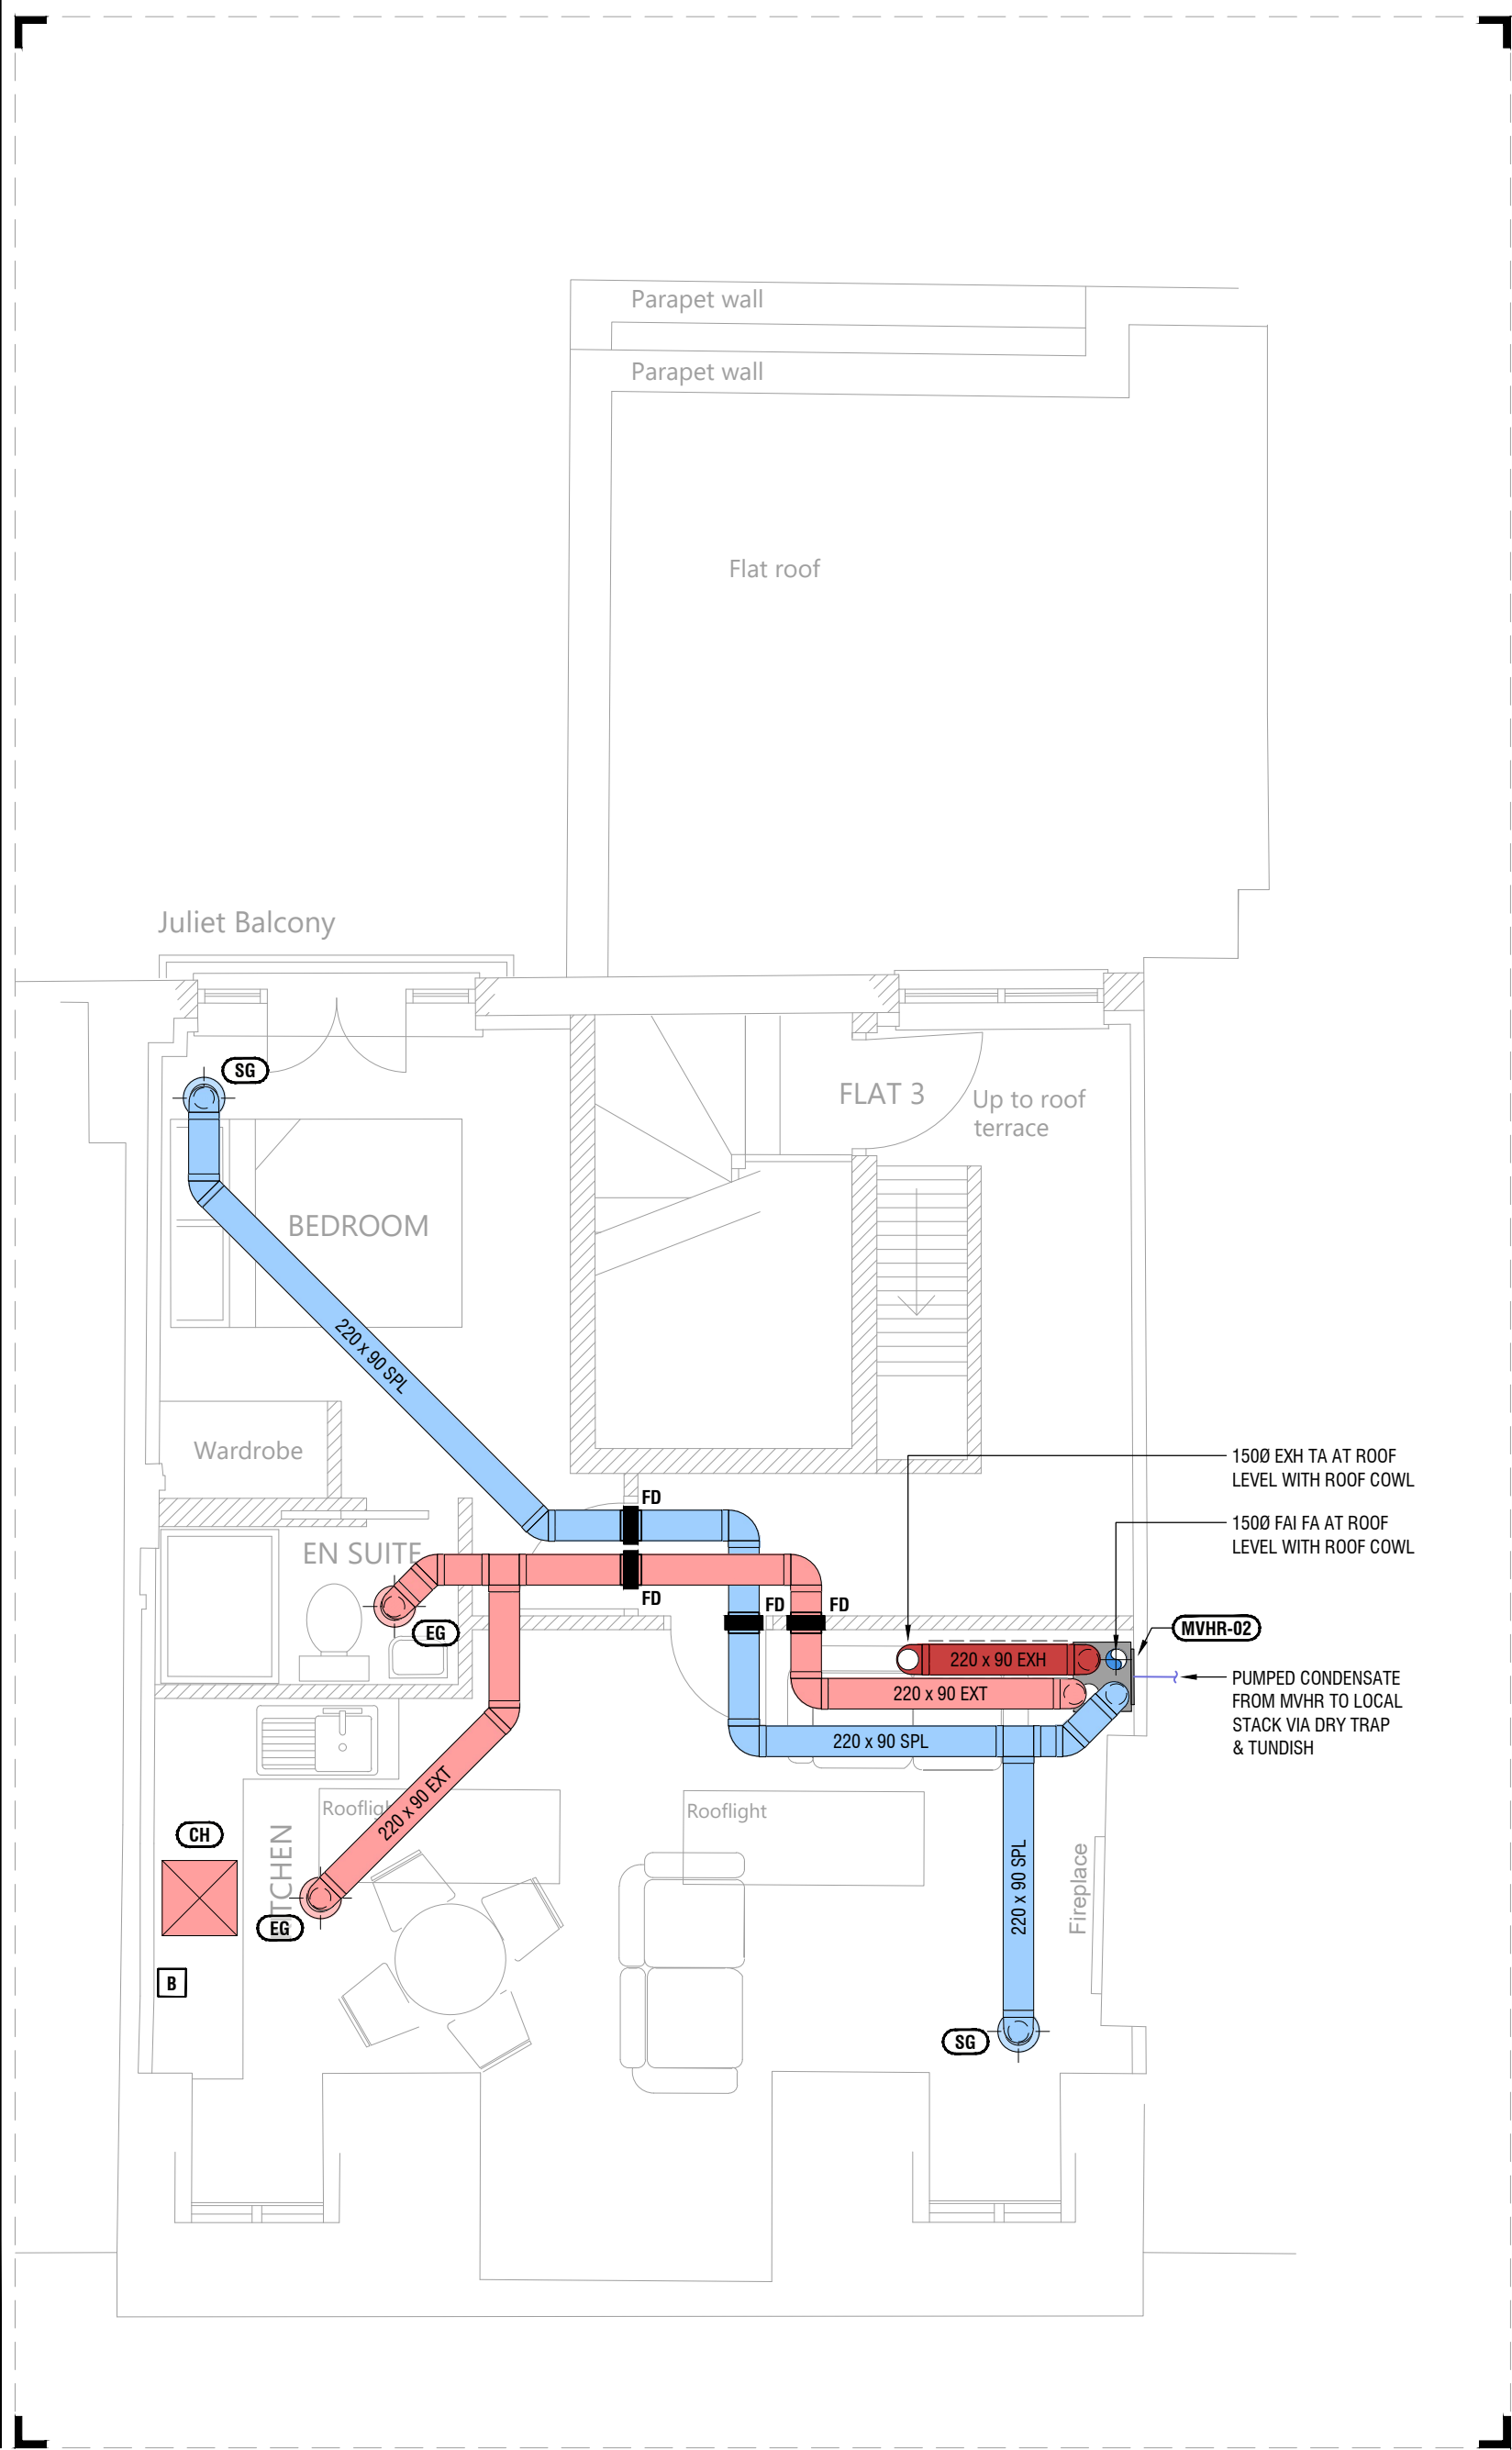 Parapet wall
Parapet wall
Flat roof
Juliet Balcony
SG
FLAT 3
Up to roof
terrace
BEDROOM
220 x 90 SPL
Wardrobe
150Ø EXH TA AT ROOF
LEVEL WITH ROOF COWL
FD
150Ø FAI FA AT ROOF
LEVEL WITH ROOF COWL
EN SUITE
FD
FD
FD
EG
MVHR-02
220 x 90 EXH
PUMPED CONDENSATE
FROM MVHR TO LOCAL
STACK VIA DRY TRAP
& TUNDISH
220 x 90 EXT
220 x 90 SPL
220 x 90 EXT
Rooflight
Rooflight
CH
KITCHEN
220 x 90 SPL
Fireplace
EG
B
SG